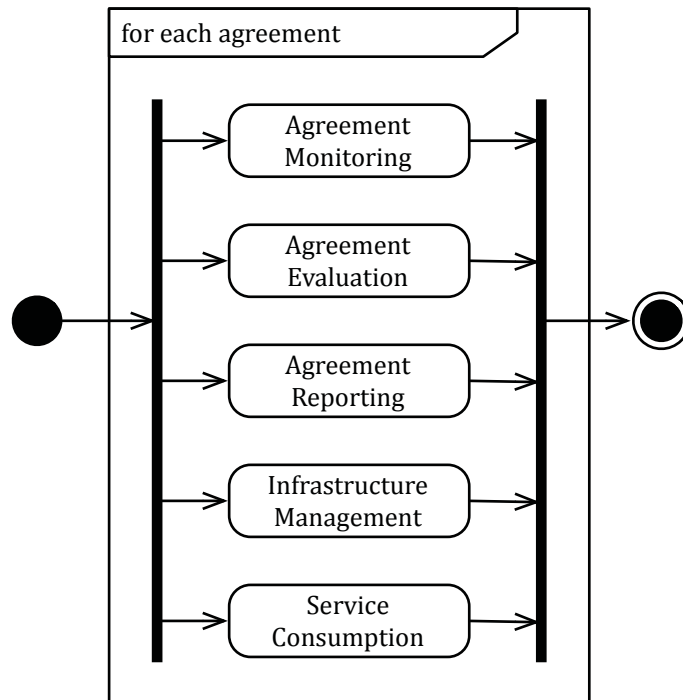 for each agreement
Agreement
Monitoring
Agreement
Evaluation
Agreement
Reporting
Infrastructure
Management
Service
Consumption